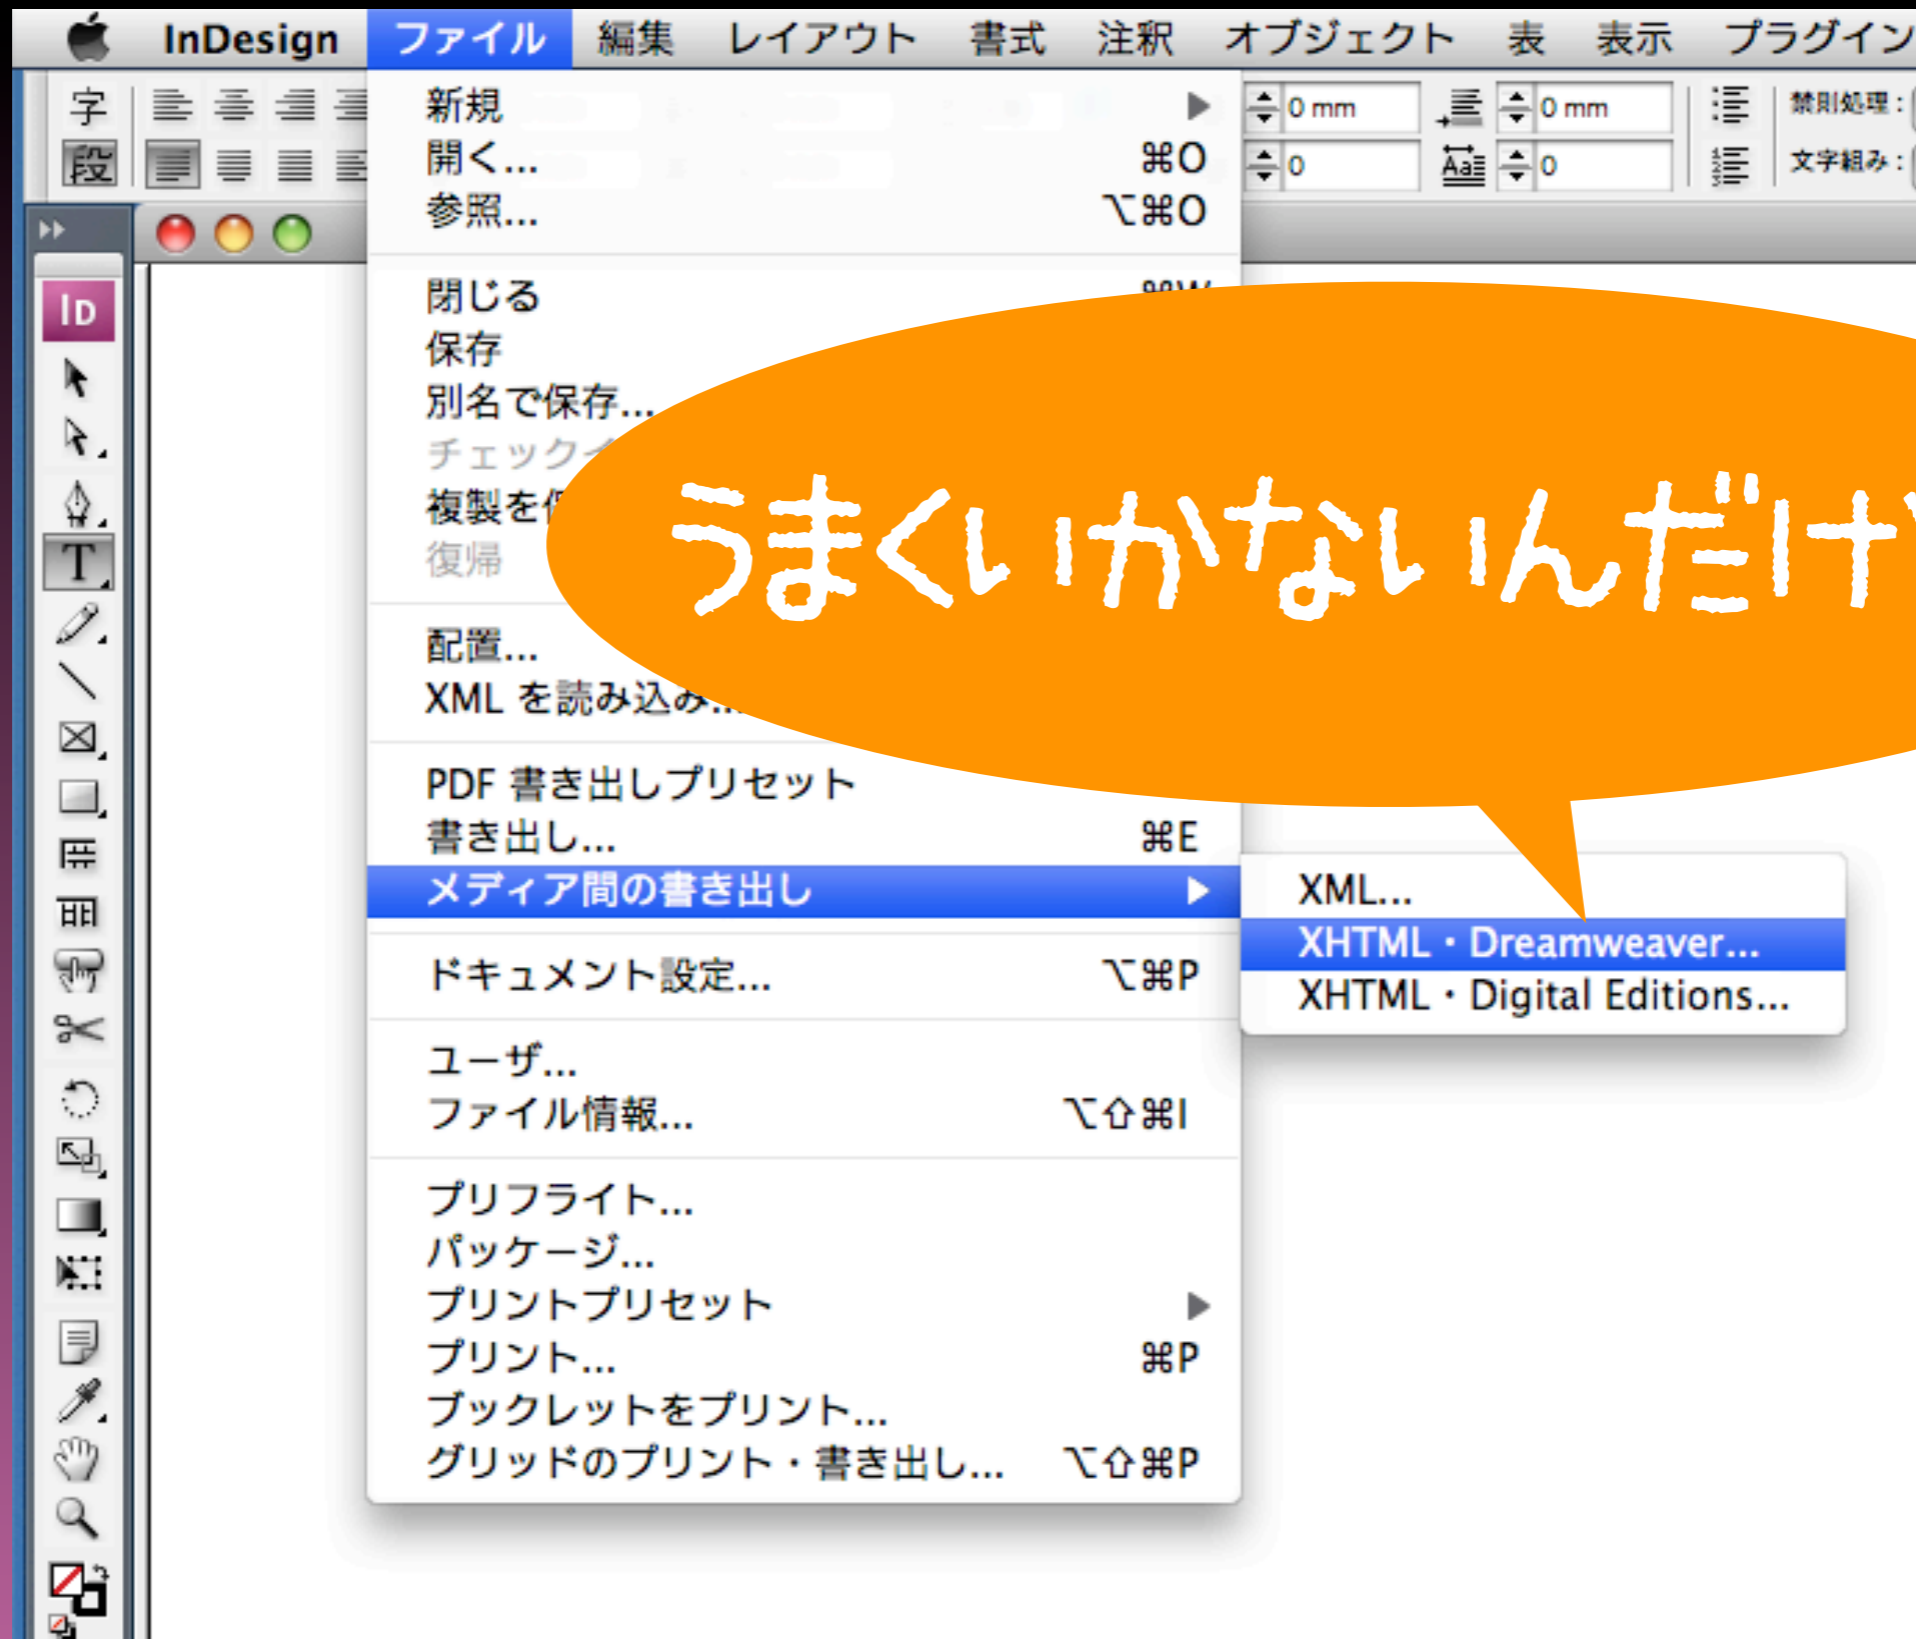 InDesign ファイル 編集 レイアウト 書式 注釈 オブジェクト 表 表示 プラグイン
字
段
0 mm
0 mm
禁則処理：
0
0
文字組み：
ID
T
新規
開く... ⌘O
参照... ⌥⌘O
閉じる
保存
別名で保存...
チェック
複製を
復帰
配置...
XML を読み込み...
PDF 書き出しプリセット
書き出し... ⌘E
メディア間の書き出し
ドキュメント設定... ⌥⌘P
ユーザ...
ファイル情報... ⌥⇧⌘I
プリフライト...
パッケージ...
プリントプリセット
プリント... ⌘P
ブックレットをプリント...
グリッドのプリント・書き出し... ⌥⇧⌘P
うまくいかないんだけ
XML...
XHTML・Dreamweaver...
XHTML・Digital Editions...